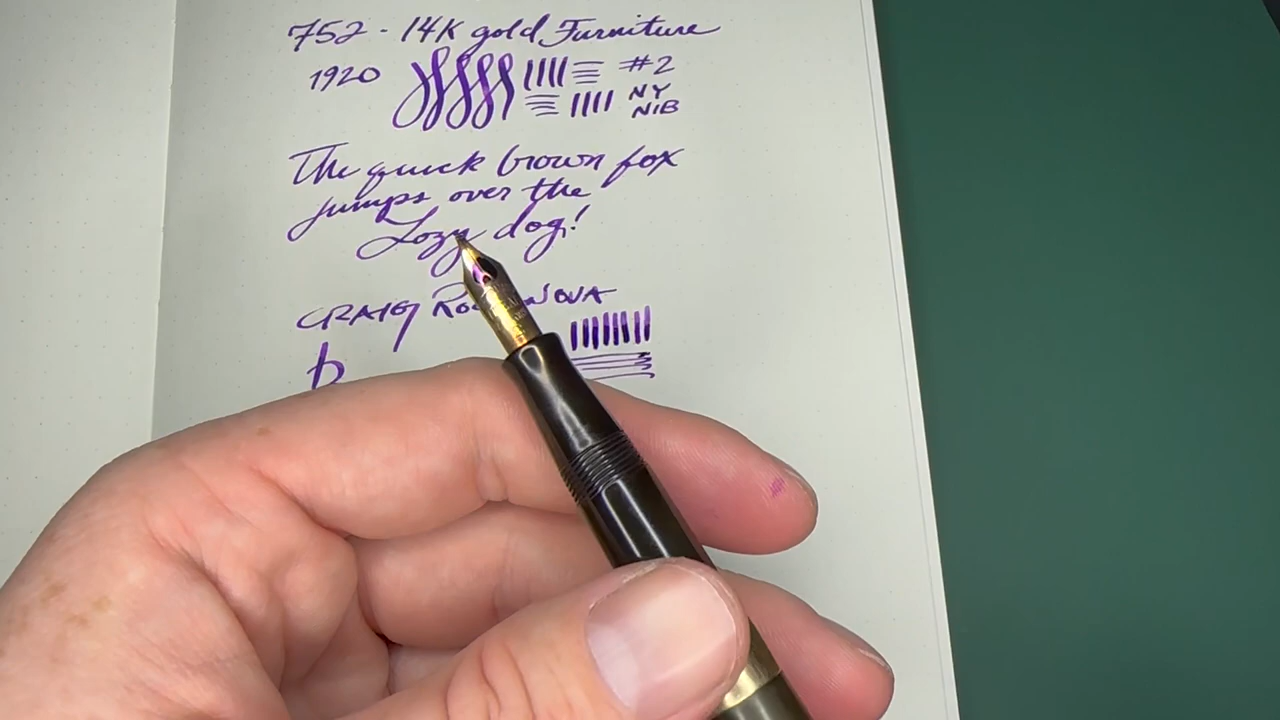 752 - 14K gold Furniture
1920 #2
NY
NIB
The quick brown fox
jumps over the
Lazy dog!
CRAIG